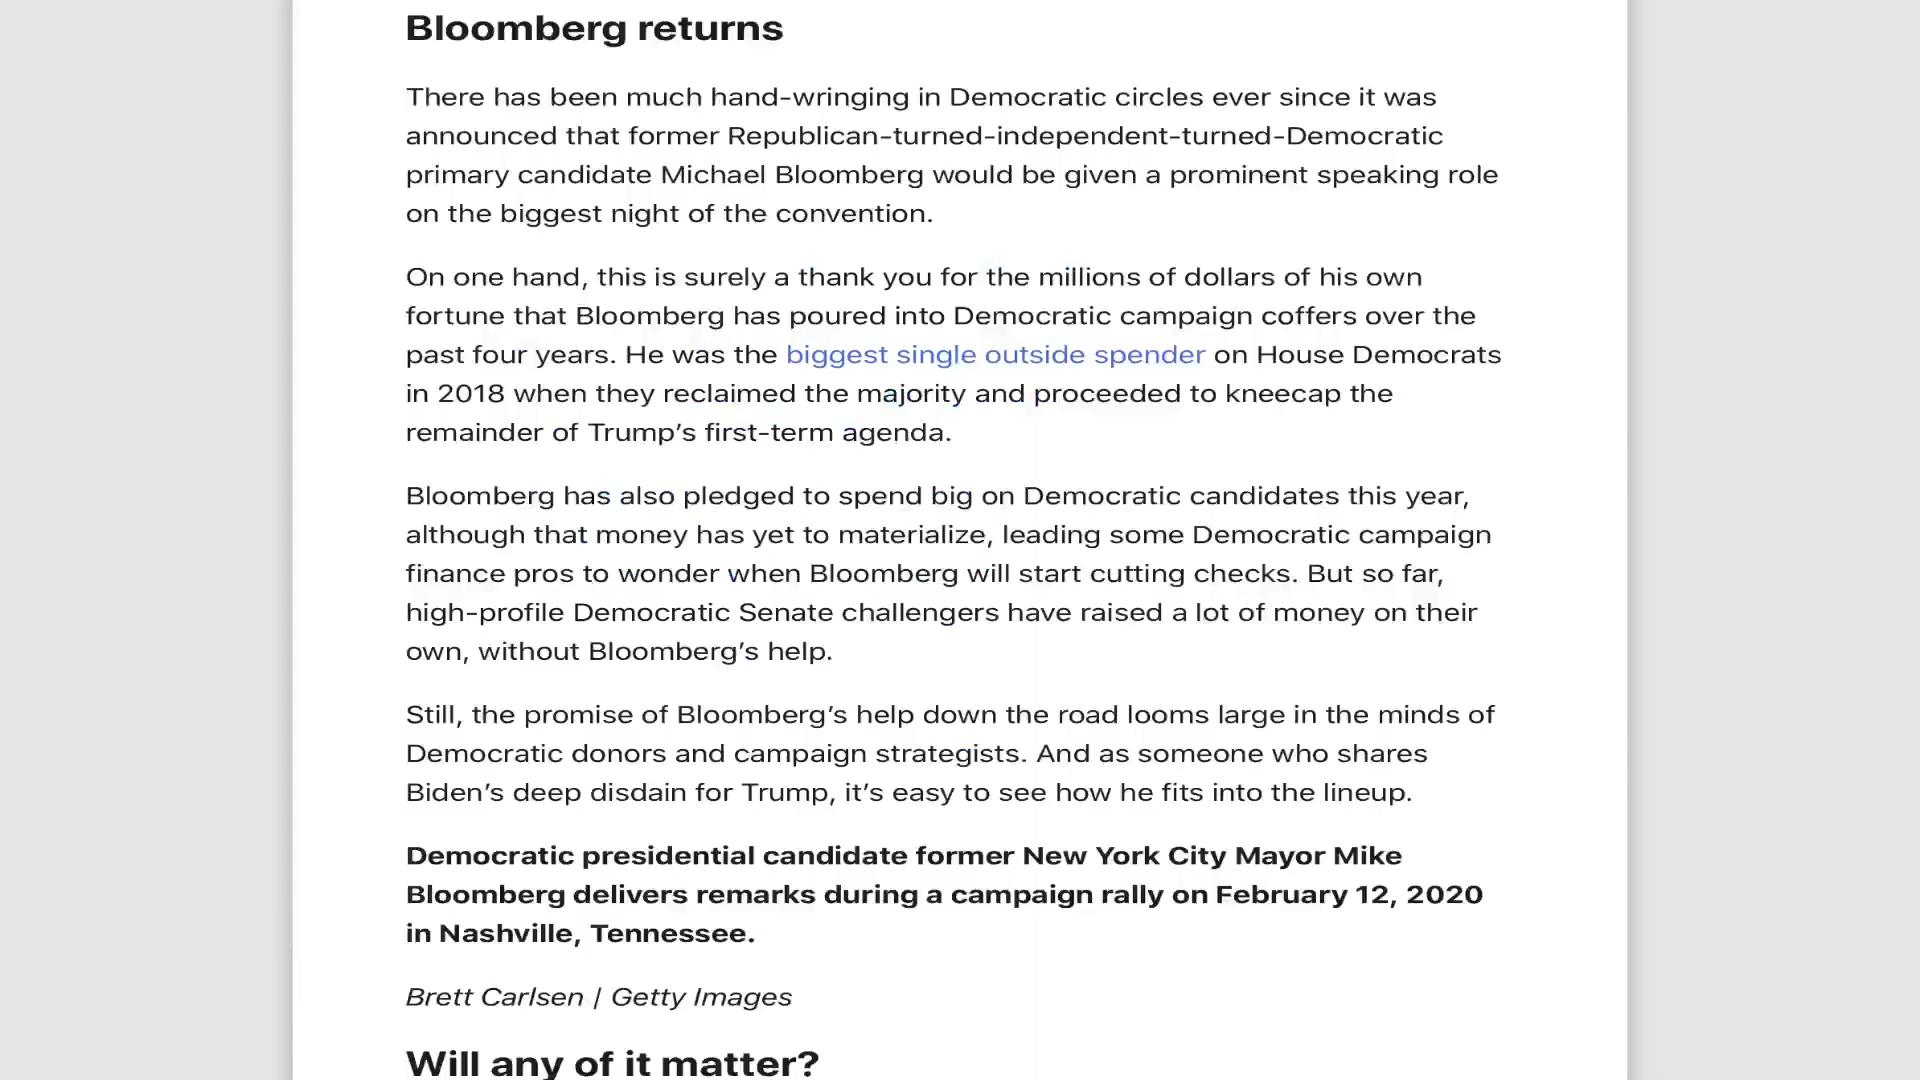 Bloomberg returns
There has been much hand-wringing in Democratic circles ever since it was
announced that former Republican-turned-independent-turned-Democratic
primary candidate Michael Bloomberg would be given a prominent speaking role
on the biggest night of the convention.
On one hand, this is surely a thank you for the millions of dollars of his own
fortune that Bloomberg has poured into Democratic campaign coffers over the
past four years. He was the biggest single outside spender on House Democrats
in 2018 when they reclaimed the majority and proceeded to kneecap the
remainder of Trump’s first-term agenda.
Bloomberg has also pledged to spend big on Democratic candidates this year,
although that money has yet to materialize, leading some Democratic campaign
finance pros to wonder when Bloomberg will start cutting checks. But so far,
high-profile Democratic Senate challengers have raised a lot of money on their
own, without Bloomberg’s help.
Still, the promise of Bloomberg’s help down the road looms large in the minds of
Democratic donors and campaign strategists. And as someone who shares
Biden’s deep disdain for Trump, it’s easy to see how he fits into the lineup.
Democratic presidential candidate former New York City Mayor Mike
Bloomberg delivers remarks during a campaign rally on February 12, 2020
in Nashville, Tennessee.
Brett Carlsen | Getty Images
Will any of it matter?